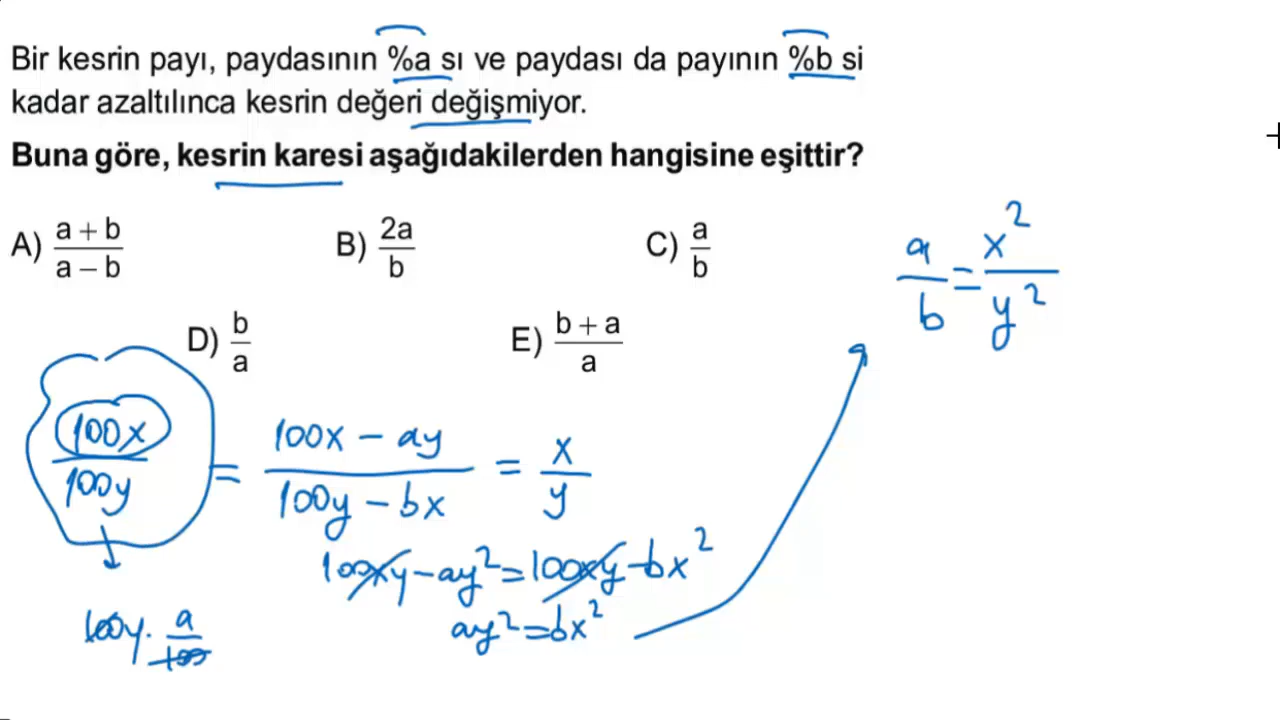 Bir kesrin payı, paydasının %a sı ve paydası da payının %b si
kadar azaltılınca kesrin değeri değişmiyor.
Buna göre, kesrin karesi aşağıdakilerden hangisine eşittir?
A) (a + b)/(a – b) B) 2a/b C) a/b
D) b/a E) (b + a)/a
a/b = x²/y²
100x/100y = (100x – ay)/(100y – bx) = x/y
100xy – ay² = 100xy – bx²
ay² = bx²
100y · a/100